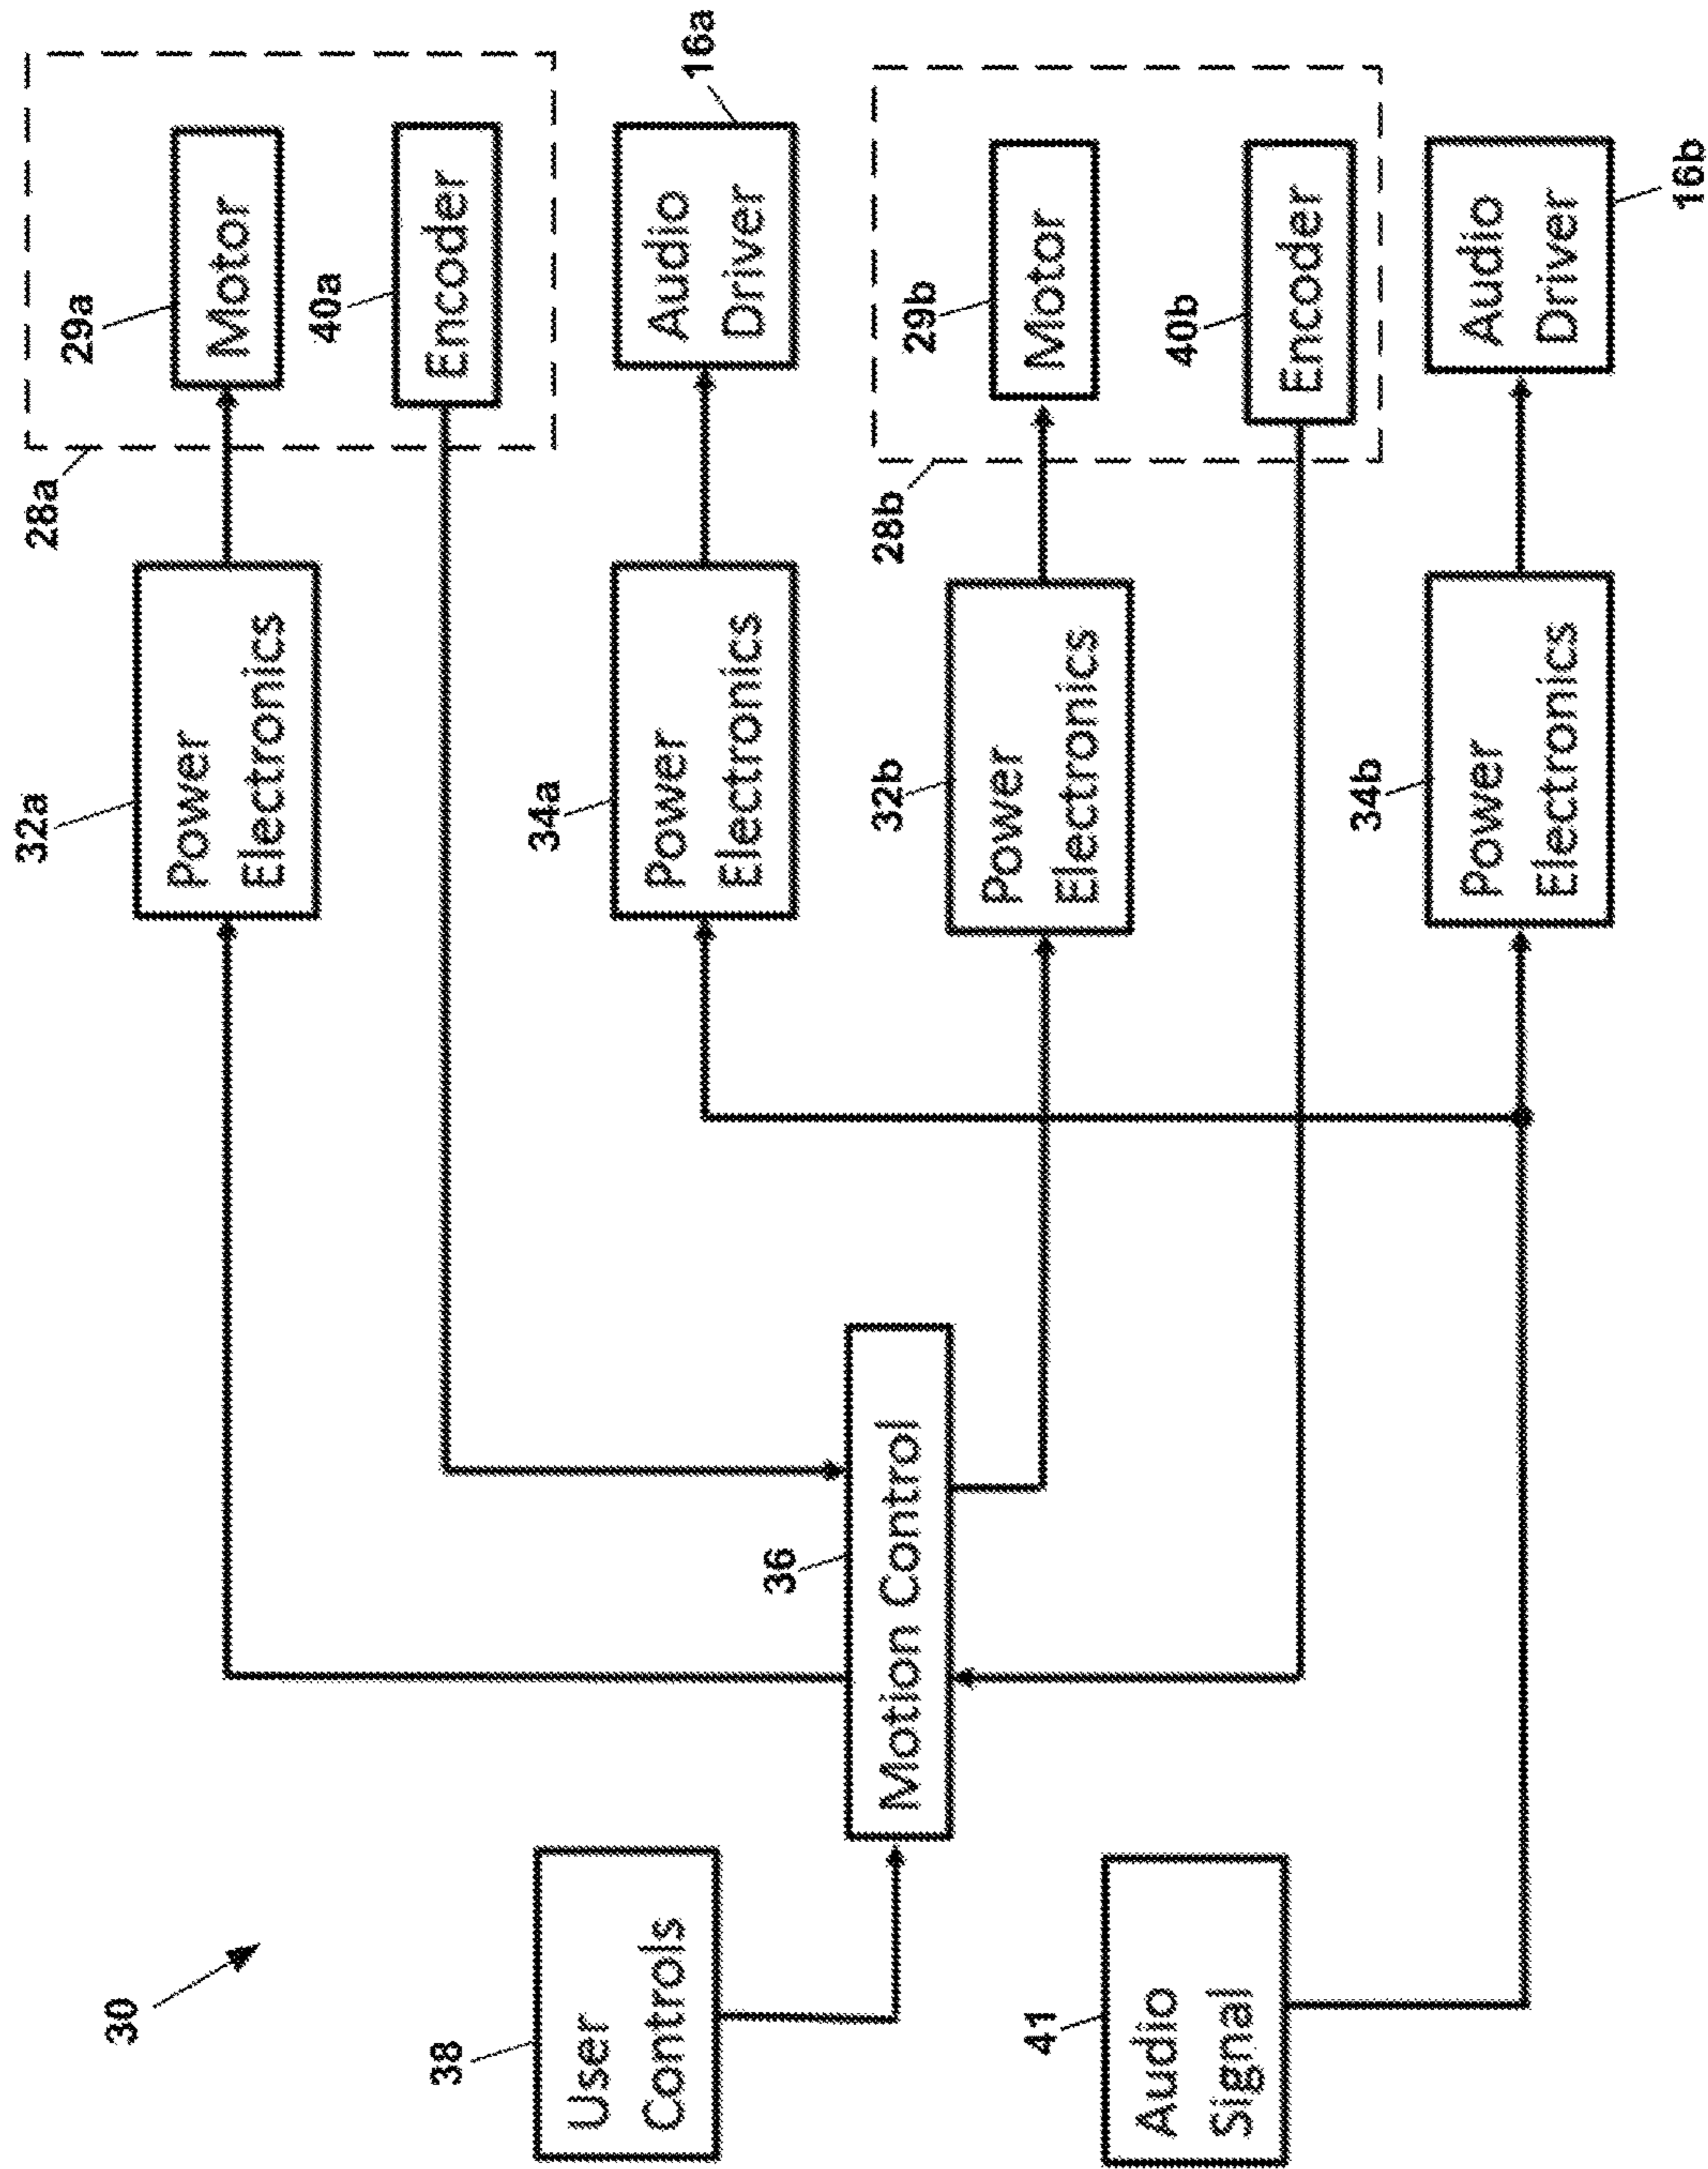 30
38
User
Controls
41
Audio
Signal
36
Motion Control
32a
Power
Electronics
34a
Power
Electronics
32b
Power
Electronics
34b
Power
Electronics
28a
29a
Motor
40a
Encoder
16a
Audio
Driver
28b
29b
Motor
40b
Encoder
16b
Audio
Driver